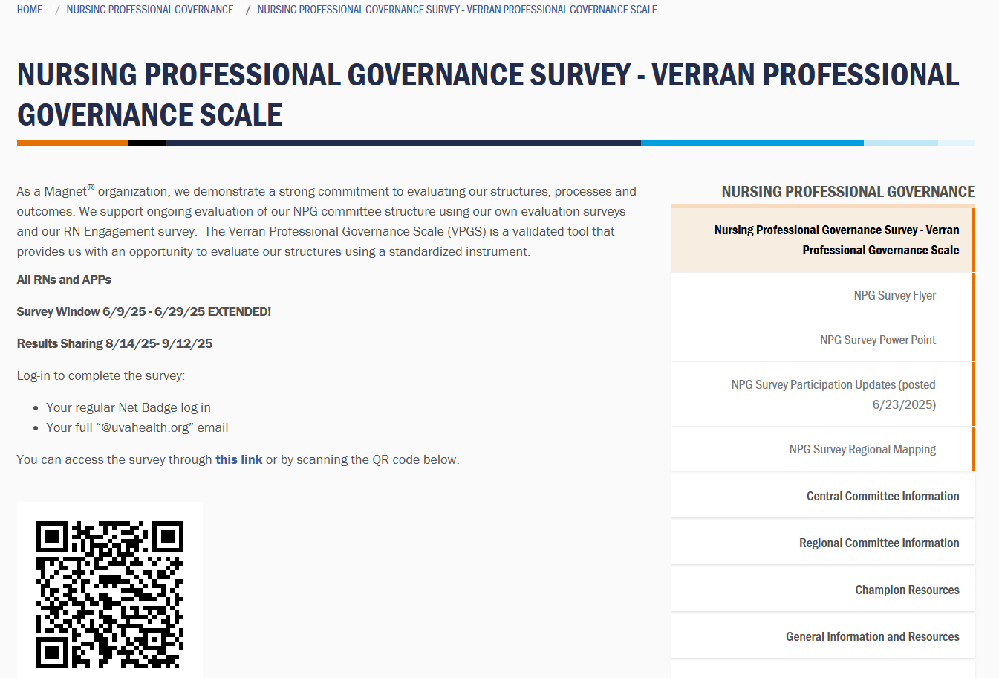 HOME / NURSING PROFESSIONAL GOVERNANCE / NURSING PROFESSIONAL GOVERNANCE SURVEY - VERRAN PROFESSIONAL GOVERNANCE SCALE
NURSING PROFESSIONAL GOVERNANCE SURVEY - VERRAN PROFESSIONAL
GOVERNANCE SCALE
As a Magnet® organization, we demonstrate a strong commitment to evaluating our structures, processes and
outcomes. We support ongoing evaluation of our NPG committee structure using our own evaluation surveys
and our RN Engagement survey.  The Verran Professional Governance Scale (VPGS) is a validated tool that
provides us with an opportunity to evaluate our structures using a standardized instrument.
All RNs and APPs
Survey Window 6/9/25 - 6/29/25 EXTENDED!
Results Sharing 8/14/25- 9/12/25
Log-in to complete the survey:
• Your regular Net Badge log in
• Your full “@uvahealth.org” email
You can access the survey through this link or by scanning the QR code below.
NURSING PROFESSIONAL GOVERNANCE
Nursing Professional Governance Survey - Verran
Professional Governance Scale
NPG Survey Flyer
NPG Survey Power Point
NPG Survey Participation Updates (posted
6/23/2025)
NPG Survey Regional Mapping
Central Committee Information
Regional Committee Information
Champion Resources
General Information and Resources